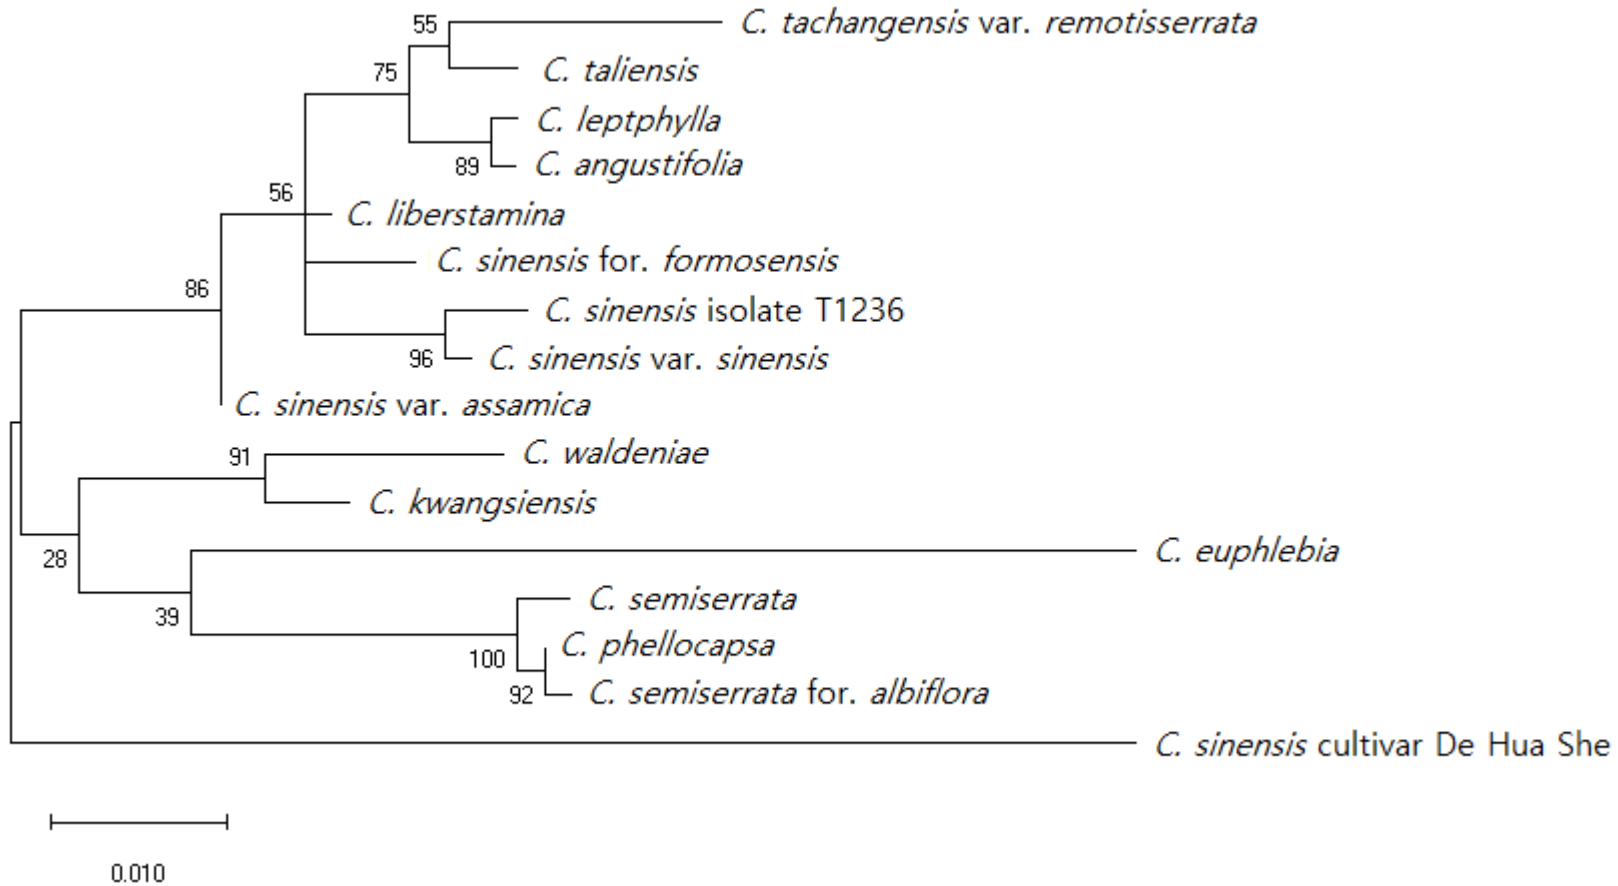 55
C. tachangensis var. remotisserrata
C. taliensis
75
C. leptphylla
89
C. angustifolia
56
C. liberstamina
C. sinensis for. formosensis
86
C. sinensis isolate T1236
96
C. sinensis var. sinensis
C. sinensis var. assamica
91
C. waldeniae
C. kwangsiensis
28
C. euphlebia
39
C. semiserrata
C. phellocapsa
100
92
C. semiserrata for. albiflora
C. sinensis cultivar De Hua She
0.010